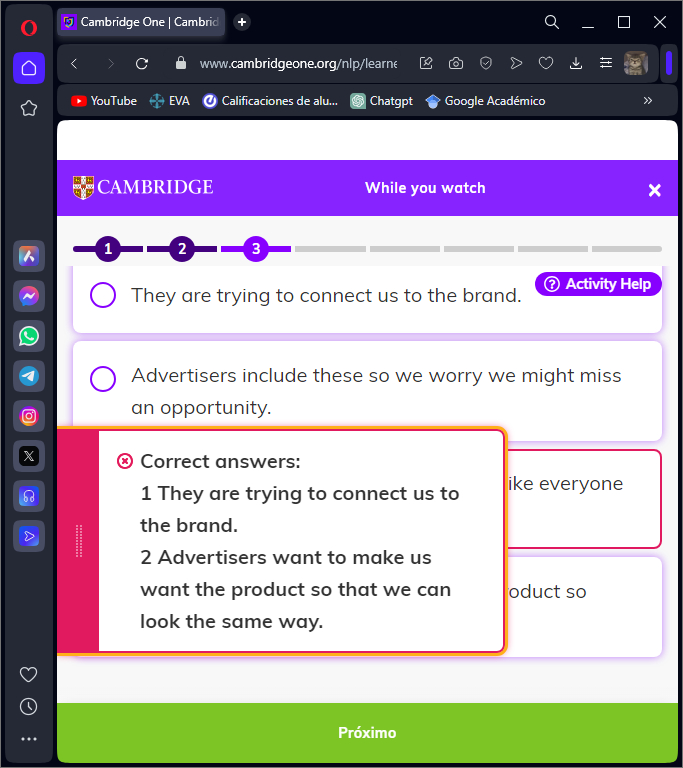 Cambridge One | Cambrid
www.cambridgeone.org/nlp/learne
YouTube
EVA
Calificaciones de alu...
Chatgpt
Google Académico
CAMBRIDGE
While you watch
1
2
3
They are trying to connect us to the brand.
Activity Help
Advertisers include these so we worry we might miss
an opportunity.
Correct answers:
1 They are trying to connect us to
the brand.
2 Advertisers want to make us
want the product so that we can
look the same way.
ike everyone
oduct so
Próximo